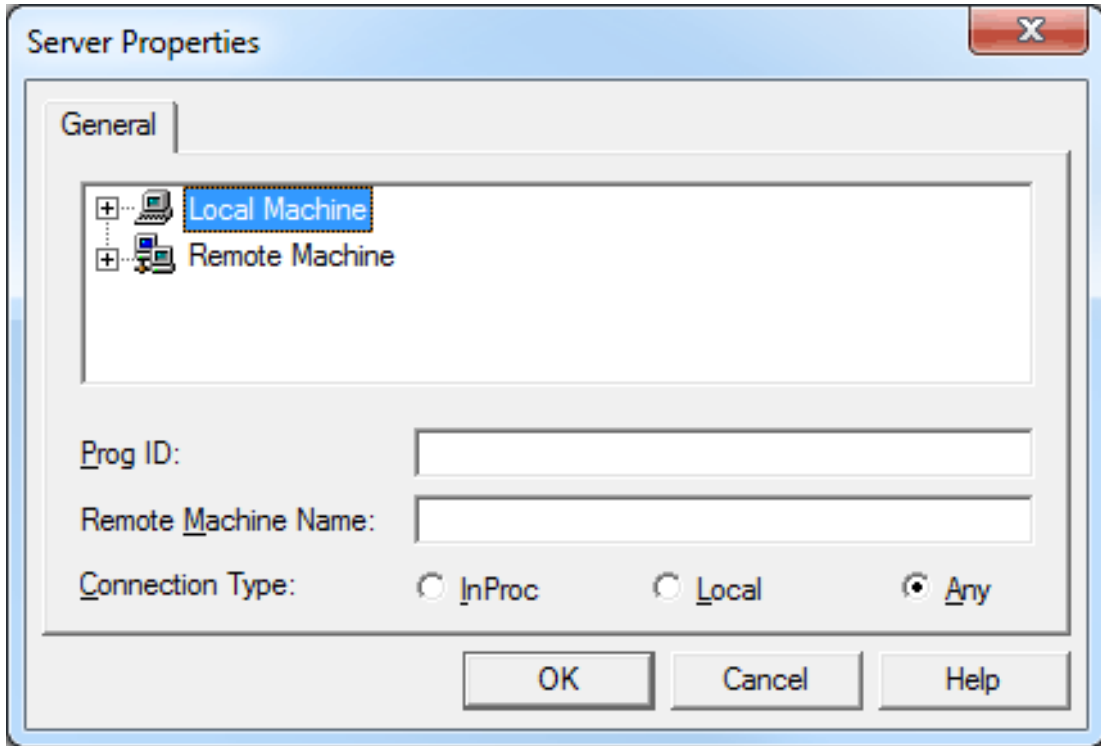 Server Properties
General
Local Machine
Remote Machine
Prog ID:
Remote Machine Name:
Connection Type: InProc Local Any
OK Cancel Help